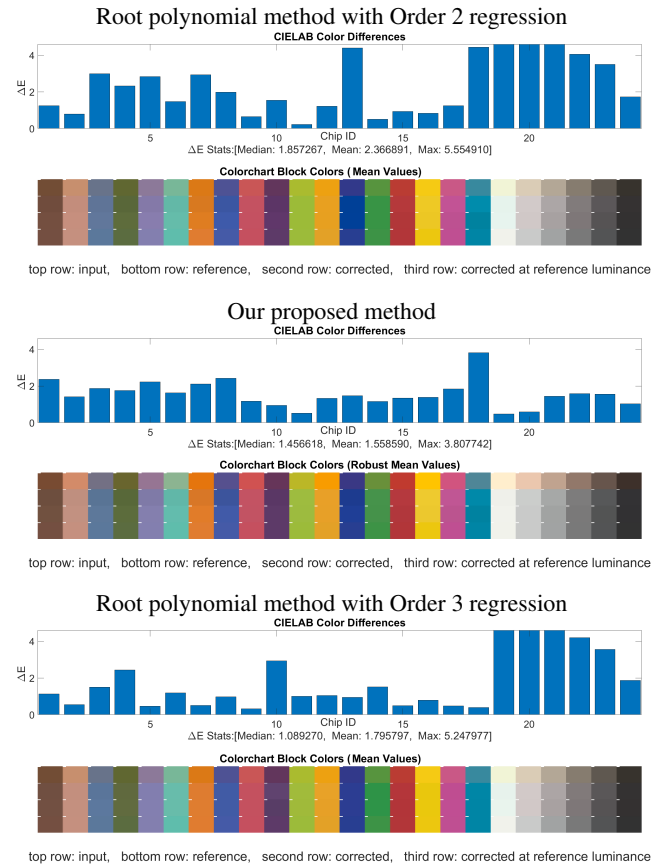 Root polynomial method with Order 2 regression
CIELAB Color Differences
4
2
0
ΔE
5
10
15
20
Chip ID
ΔE Stats:[Median: 1.857267, Mean: 2.366891, Max: 5.554910]
Colorchart Block Colors (Mean Values)
top row: input, bottom row: reference, second row: corrected, third row: corrected at reference luminance
Our proposed method
CIELAB Color Differences
4
2
0
ΔE
5
10
15
20
Chip ID
ΔE Stats:[Median: 1.456618, Mean: 1.558590, Max: 3.807742]
Colorchart Block Colors (Robust Mean Values)
top row: input, bottom row: reference, second row: corrected, third row: corrected at reference luminance
Root polynomial method with Order 3 regression
CIELAB Color Differences
4
2
0
ΔE
5
10
15
20
Chip ID
ΔE Stats:[Median: 1.089270, Mean: 1.795797, Max: 5.247977]
Colorchart Block Colors (Mean Values)
top row: input, bottom row: reference, second row: corrected, third row: corrected at reference luminance